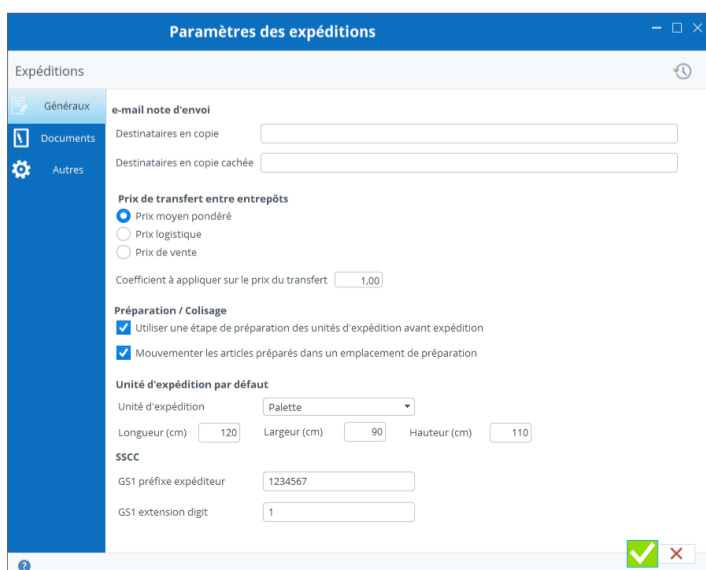 Paramètres des expéditions
Expéditions
Généraux
Documents
Autres
e-mail note d'envoi
Destinataires en copie
Destinataires en copie cachée
Prix de transfert entre entrepôts
Prix moyen pondéré
Prix logistique
Prix de vente
Coefficient à appliquer sur le prix du transfert 1,00
Préparation / Colisage
Utiliser une étape de préparation des unités d'expédition avant expédition
Mouvementer les articles préparés dans un emplacement de préparation
Unité d'expédition par défaut
Unité d'expédition Palette
Longueur (cm) 120 Largeur (cm) 90 Hauteur (cm) 110
SSCC
GS1 préfixe expéditeur 1234567
GS1 extension digit 1
?